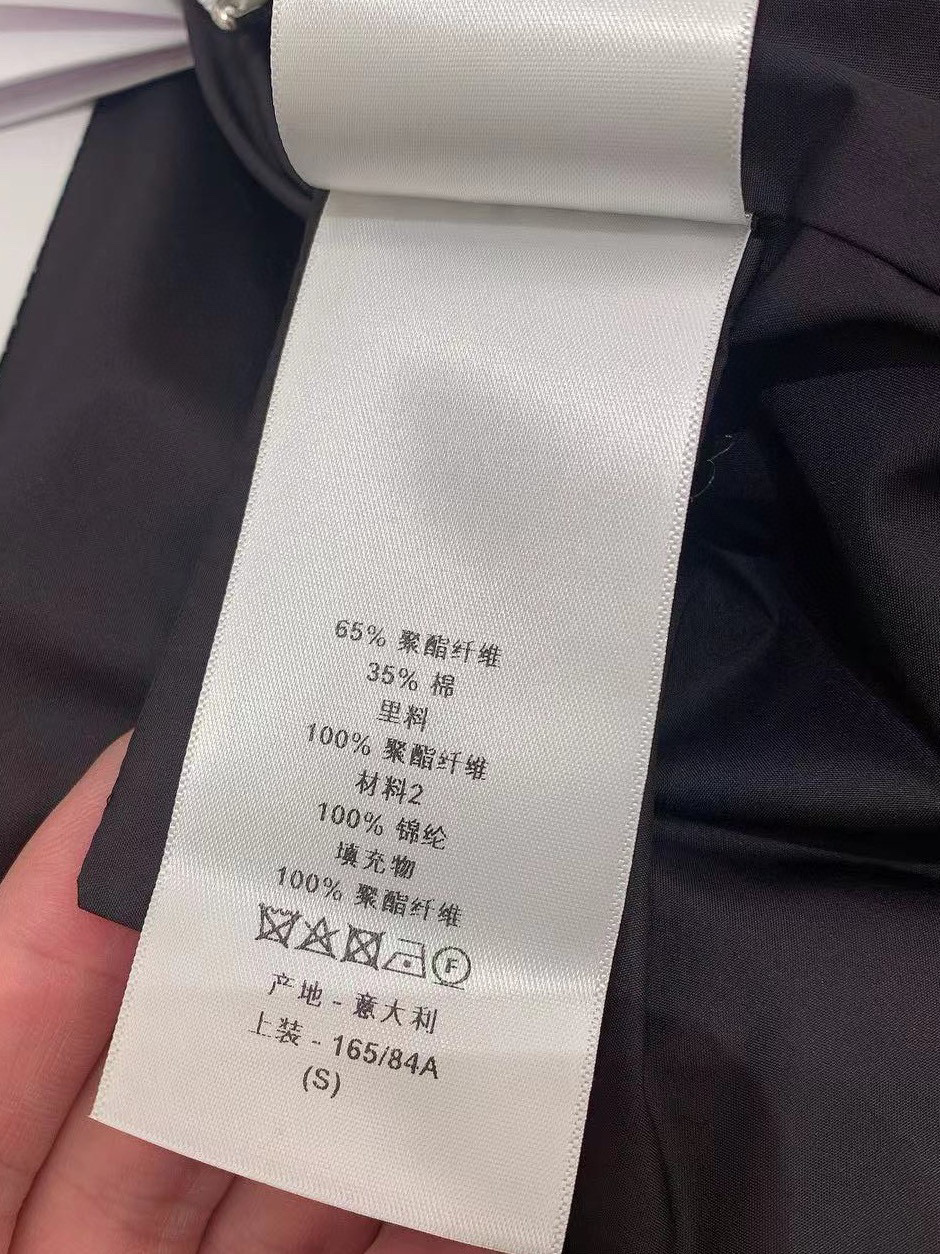 65% 聚酯纤维
35% 棉
里料
100% 聚酯纤维
材料2
100% 锦纶
填充物
100% 聚酯纤维
F
产地 - 意大利
上装 - 165/84A
(S)